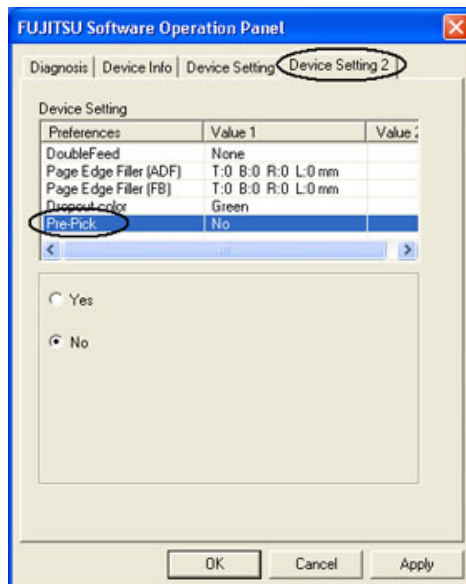 FUJITSU Software Operation Panel
Diagnosis Device Info Device Setting Device Setting 2
Device Setting
Preferences Value 1 Value 2
DoubleFeed None
Page Edge Filler (ADF) T:0 B:0 R:0 L:0 mm
Page Edge Filler (FB) T:0 B:0 R:0 L:0 mm
Dropout color Green
Pre-Pick No
Yes
No
OK Cancel Apply